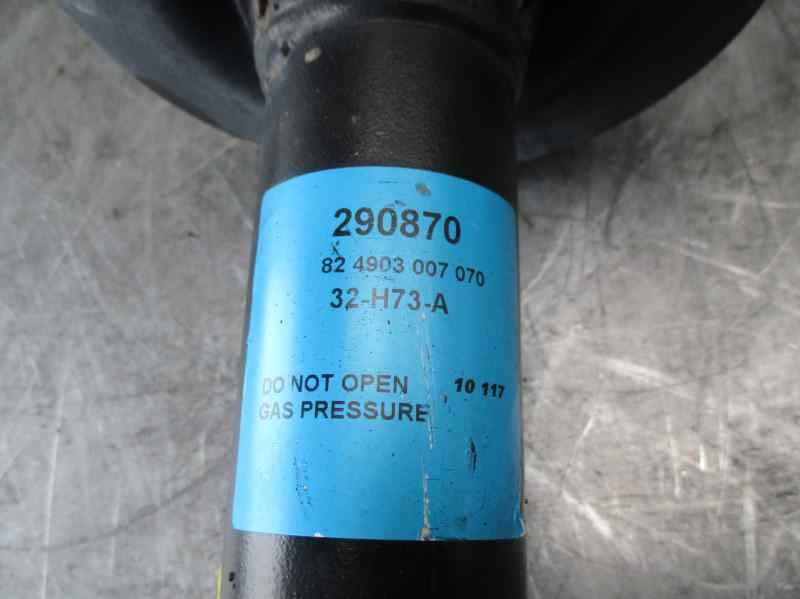 290870
82 4903 007 070
32-H73-A
DO NOT OPEN 10 117
GAS PRESSURE